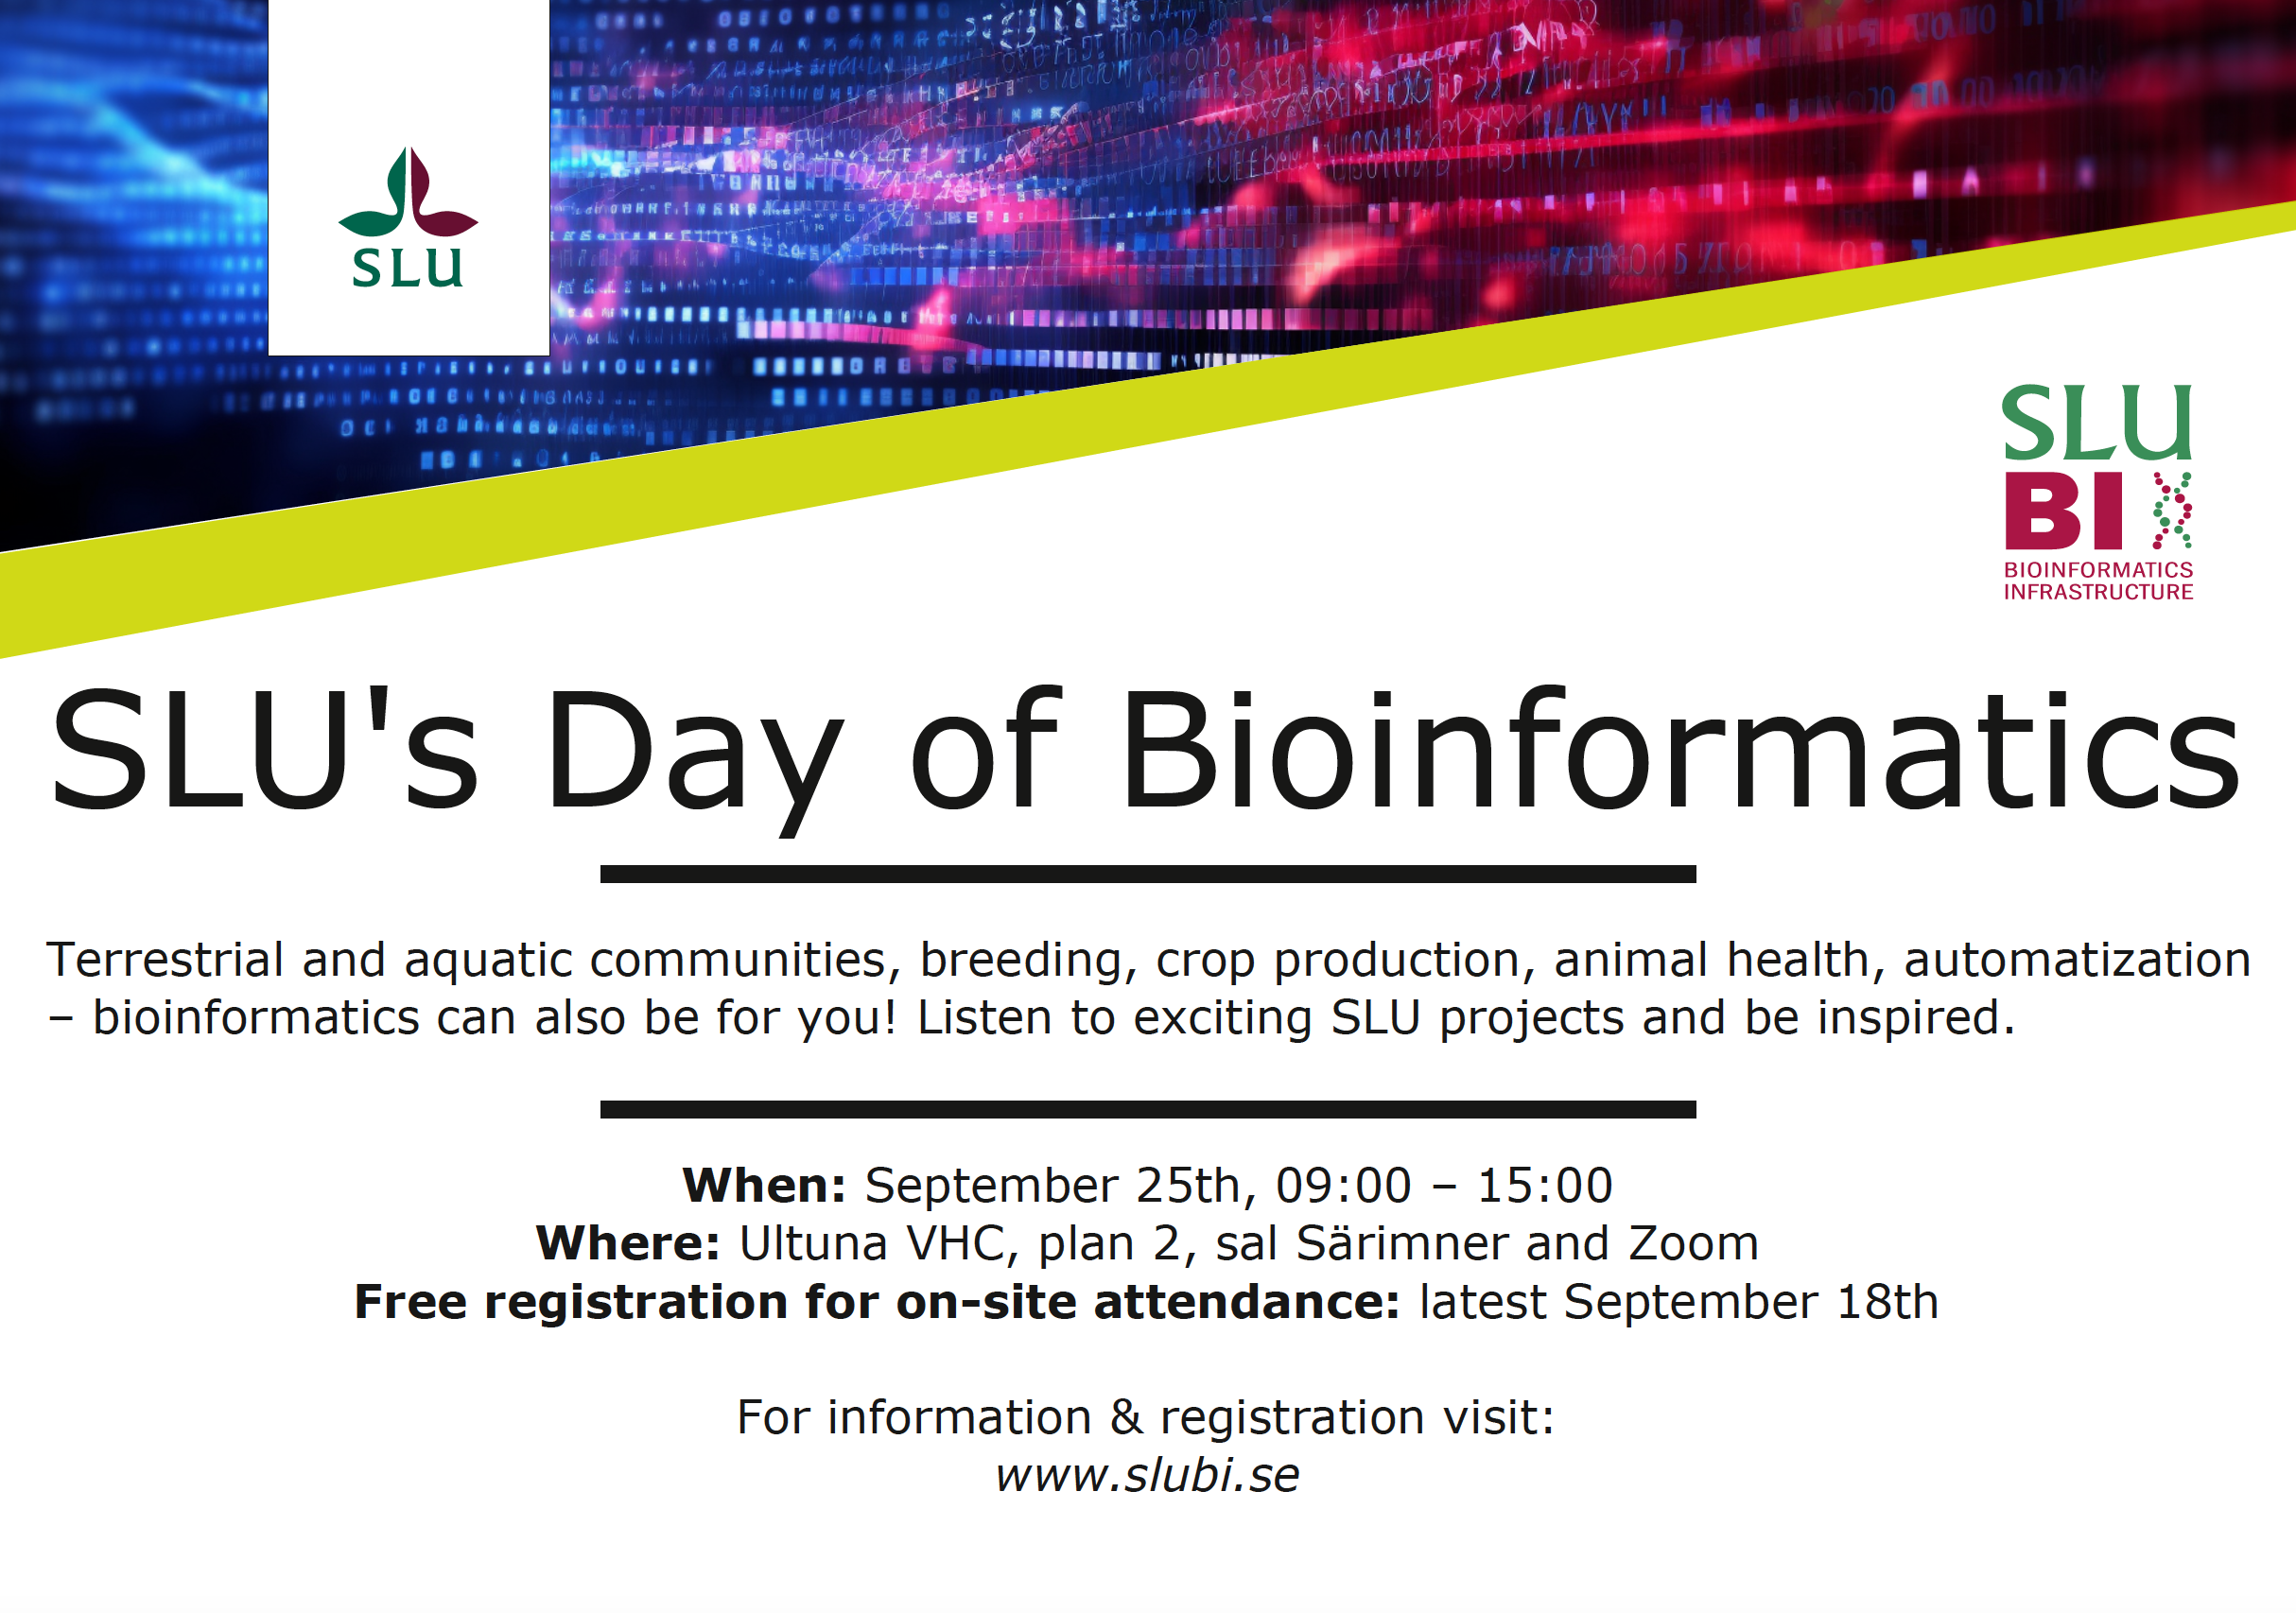 SLU
SLU
BI
BIOINFORMATICS
INFRASTRUCTURE
SLU's Day of Bioinformatics
Terrestrial and aquatic communities, breeding, crop production, animal health, automatization
– bioinformatics can also be for you! Listen to exciting SLU projects and be inspired.
When: September 25th, 09:00 – 15:00
Where: Ultuna VHC, plan 2, sal Särimner and Zoom
Free registration for on-site attendance: latest September 18th
For information & registration visit:
www.slubi.se